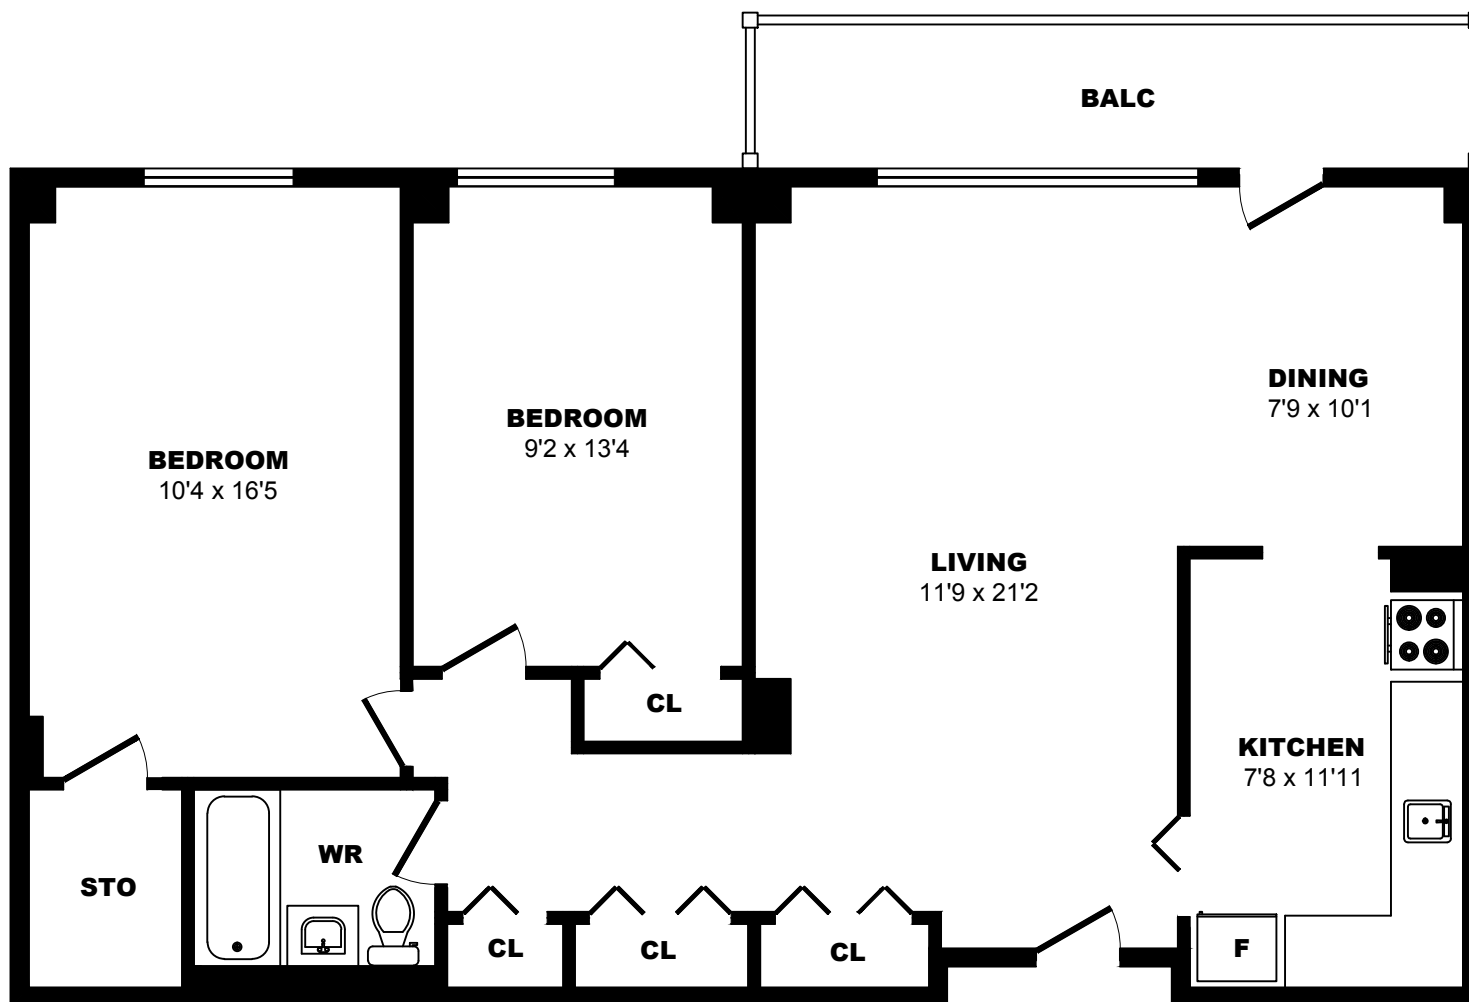 BALC
DINING
7'9 x 10'1
BEDROOM
9'2 x 13'4
BEDROOM
10'4 x 16'5
LIVING
11'9 x 21'2
CL
KITCHEN
7'8 x 11'11
WR
STO
CL
CL
CL
F